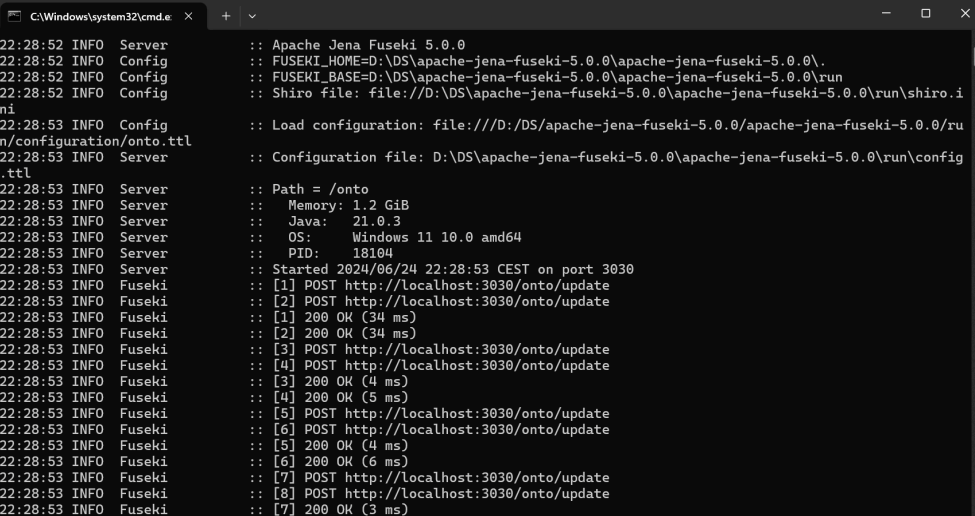 C:\Windows\system32\cmd.e
22:28:52 INFO  Server          :: Apache Jena Fuseki 5.0.0
22:28:52 INFO  Config          :: FUSEKI_HOME=D:\DS\apache-jena-fuseki-5.0.0\apache-jena-fuseki-5.0.0\.
22:28:52 INFO  Config          :: FUSEKI_BASE=D:\DS\apache-jena-fuseki-5.0.0\apache-jena-fuseki-5.0.0\run
22:28:52 INFO  Config          :: Shiro file: file://D:\DS\apache-jena-fuseki-5.0.0\apache-jena-fuseki-5.0.0\run\shiro.i
ni
22:28:53 INFO  Config          :: Load configuration: file:///D:/DS/apache-jena-fuseki-5.0.0/apache-jena-fuseki-5.0.0/ru
n/configuration/onto.ttl
22:28:53 INFO  Server          :: Configuration file: D:\DS\apache-jena-fuseki-5.0.0\apache-jena-fuseki-5.0.0\run\config
.ttl
22:28:53 INFO  Server          :: Path = /onto
22:28:53 INFO  Server          ::   Memory: 1.2 GiB
22:28:53 INFO  Server          ::   Java:   21.0.3
22:28:53 INFO  Server          ::   OS:     Windows 11 10.0 amd64
22:28:53 INFO  Server          ::   PID:    18104
22:28:53 INFO  Server          :: Started 2024/06/24 22:28:53 CEST on port 3030
22:28:53 INFO  Fuseki          :: [1] POST http://localhost:3030/onto/update
22:28:53 INFO  Fuseki          :: [2] POST http://localhost:3030/onto/update
22:28:53 INFO  Fuseki          :: [1] 200 OK (34 ms)
22:28:53 INFO  Fuseki          :: [2] 200 OK (34 ms)
22:28:53 INFO  Fuseki          :: [3] POST http://localhost:3030/onto/update
22:28:53 INFO  Fuseki          :: [4] POST http://localhost:3030/onto/update
22:28:53 INFO  Fuseki          :: [3] 200 OK (4 ms)
22:28:53 INFO  Fuseki          :: [4] 200 OK (5 ms)
22:28:53 INFO  Fuseki          :: [5] POST http://localhost:3030/onto/update
22:28:53 INFO  Fuseki          :: [6] POST http://localhost:3030/onto/update
22:28:53 INFO  Fuseki          :: [5] 200 OK (4 ms)
22:28:53 INFO  Fuseki          :: [6] 200 OK (6 ms)
22:28:53 INFO  Fuseki          :: [7] POST http://localhost:3030/onto/update
22:28:53 INFO  Fuseki          :: [8] POST http://localhost:3030/onto/update
22:28:53 INFO  Fuseki          :: [7] 200 OK (3 ms)